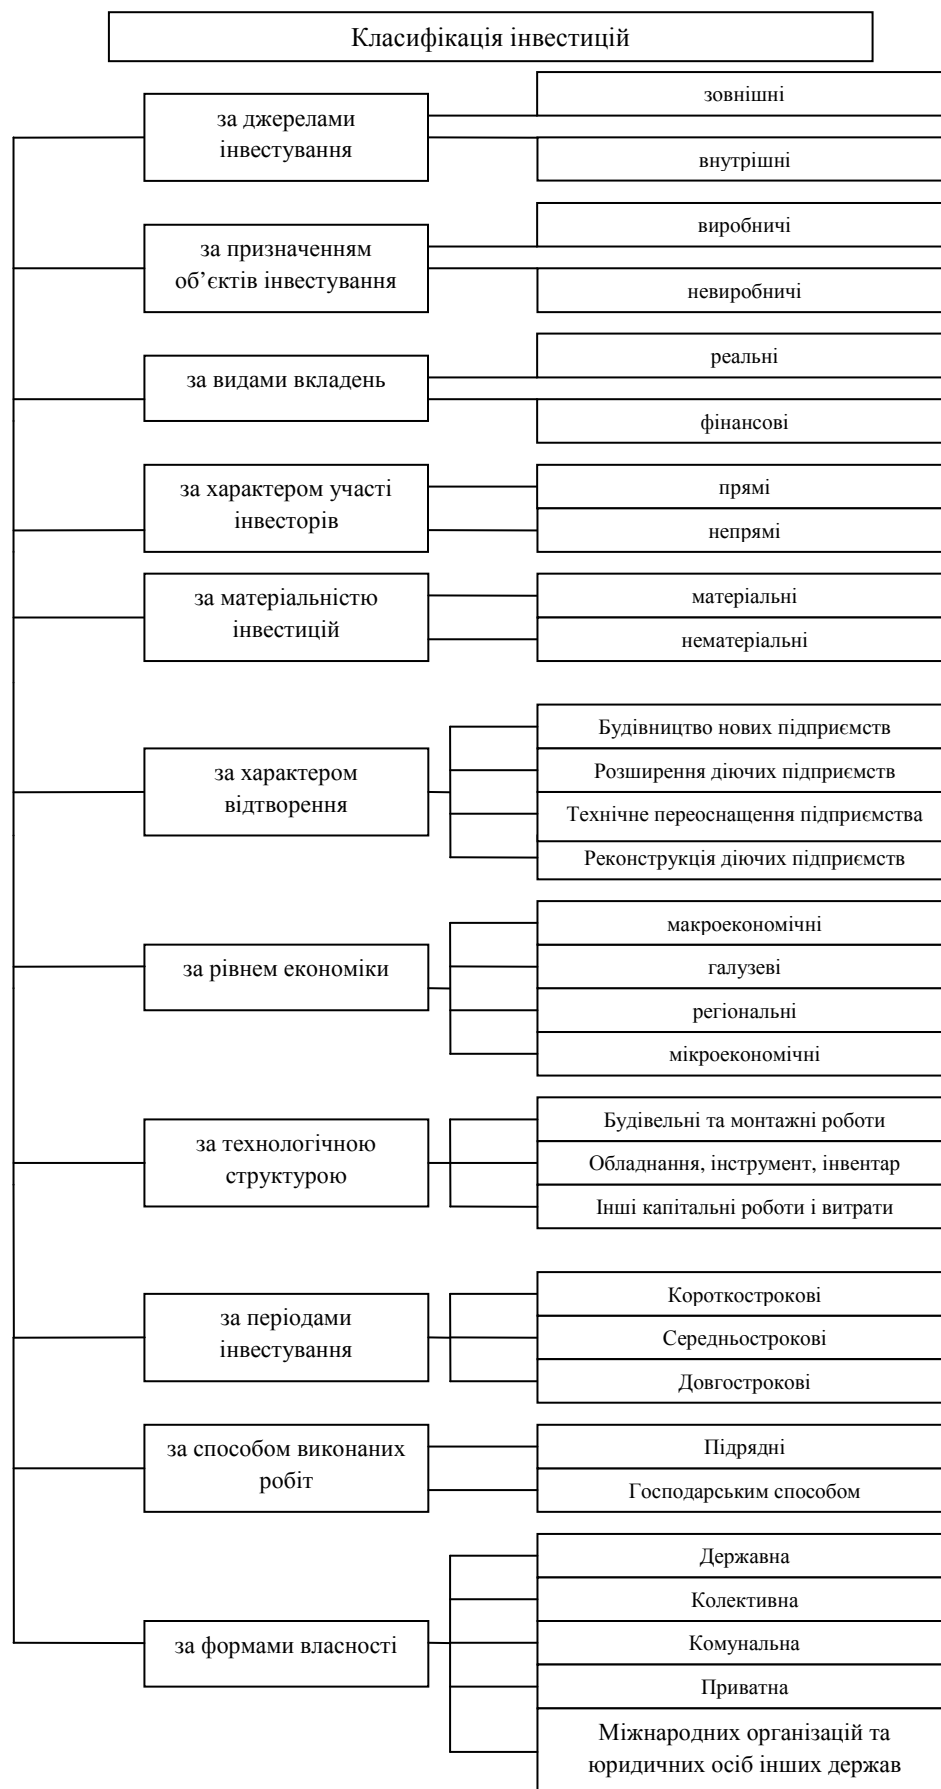 Класифікація інвестицій
за джерелами
інвестування
зовнішні
внутрішні
за призначенням
об’єктів інвестування
виробничі
невиробничі
за видами вкладень
реальні
фінансові
за характером участі
інвесторів
прямі
непрямі
за матеріальністю
інвестицій
матеріальні
нематеріальні
за характером
відтворення
Будівництво нових підприємств
Розширення діючих підприємств
Технічне переоснащення підприємства
Реконструкція діючих підприємств
за рівнем економіки
макроекономічні
галузеві
регіональні
мікроекономічні
за технологічною
структурою
Будівельні та монтажні роботи
Обладнання, інструмент, інвентар
Інші капітальні роботи і витрати
за періодами
інвестування
Короткострокові
Середньострокові
Довгострокові
за способом виконаних
робіт
Підрядні
Господарським способом
за формами власності
Державна
Колективна
Комунальна
Приватна
Міжнародних організацій та
юридичних осіб інших держав